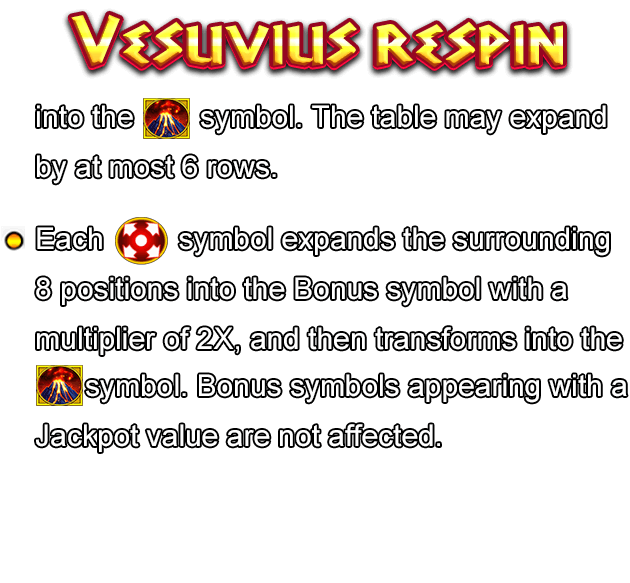 VESUVIUS RESPIN
into the symbol. The table may expand
by at most 6 rows.
Each symbol expands the surrounding
8 positions into the Bonus symbol with a
multiplier of 2X, and then transforms into the
symbol. Bonus symbols appearing with a
Jackpot value are not affected.